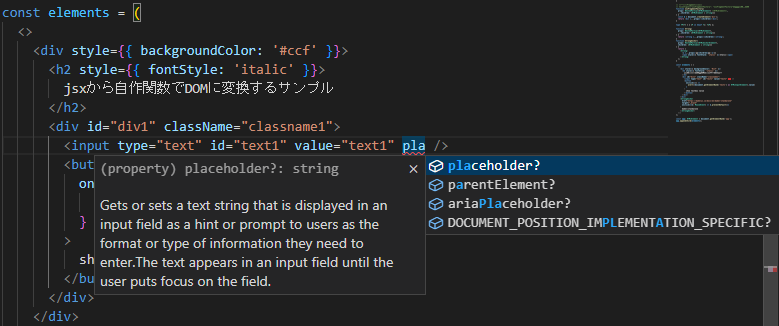 const elements = (
<>
<div style={{ backgroundColor: '#ccf' }}>
<h2 style={{ fontStyle: 'italic' }}>
jsxから自作関数でDOMに変換するサンプル
</h2>
<div id="div1" className="classname1">
<input type="text" id="text1" value="text1" pla />
<but
on
}
>
sh
</bu
</div>
</div>
(property) placeholder?: string
×
Gets or sets a text string that is displayed in an
input field as a hint or prompt to users as the
format or type of information they need to
enter.The text appears in an input field until the
user puts focus on the field.
placeholder?
parentElement?
ariaPlaceholder?
DOCUMENT_POSITION_IMPLEMENTATION_SPECIFIC?